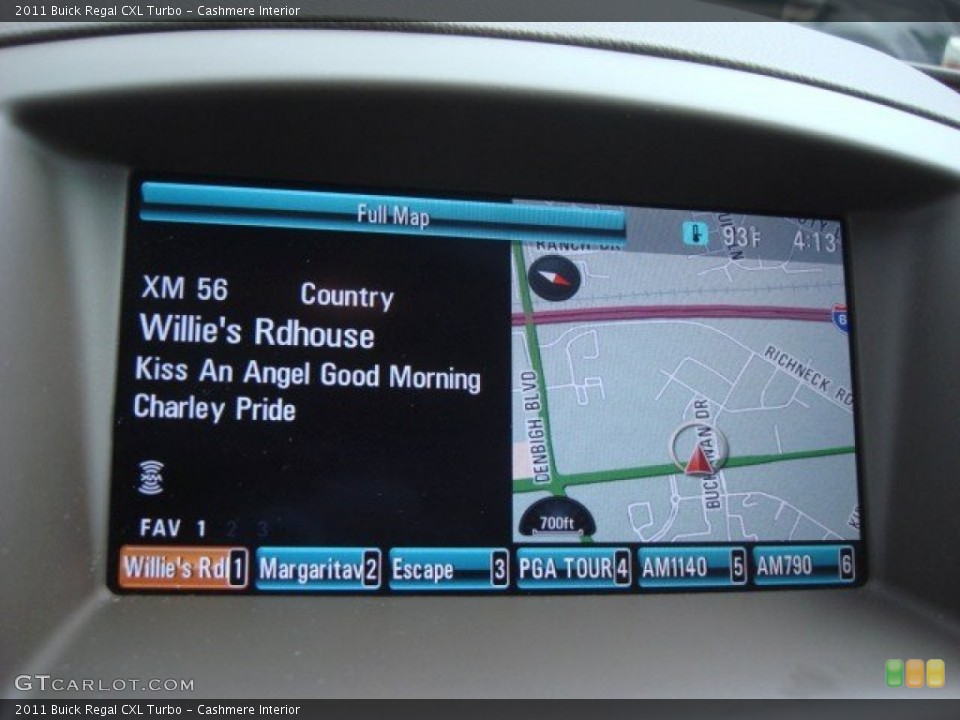 2011 Buick Regal CXL Turbo - Cashmere Interior
Full Map
93F
4:13
RANCH DR
XM 56
Country
Willie's Rdhouse
Kiss An Angel Good Morning
Charley Pride
6
RICHNECK RD
DENBIGH BLVD
DR
700ft
FAV 1 2 3
Willie's Rd 1
Margaritav 2
Escape 3
PGA TOUR 4
AM1140 5
AM790 6
GTCARLOT.COM
2011 Buick Regal CXL Turbo - Cashmere Interior